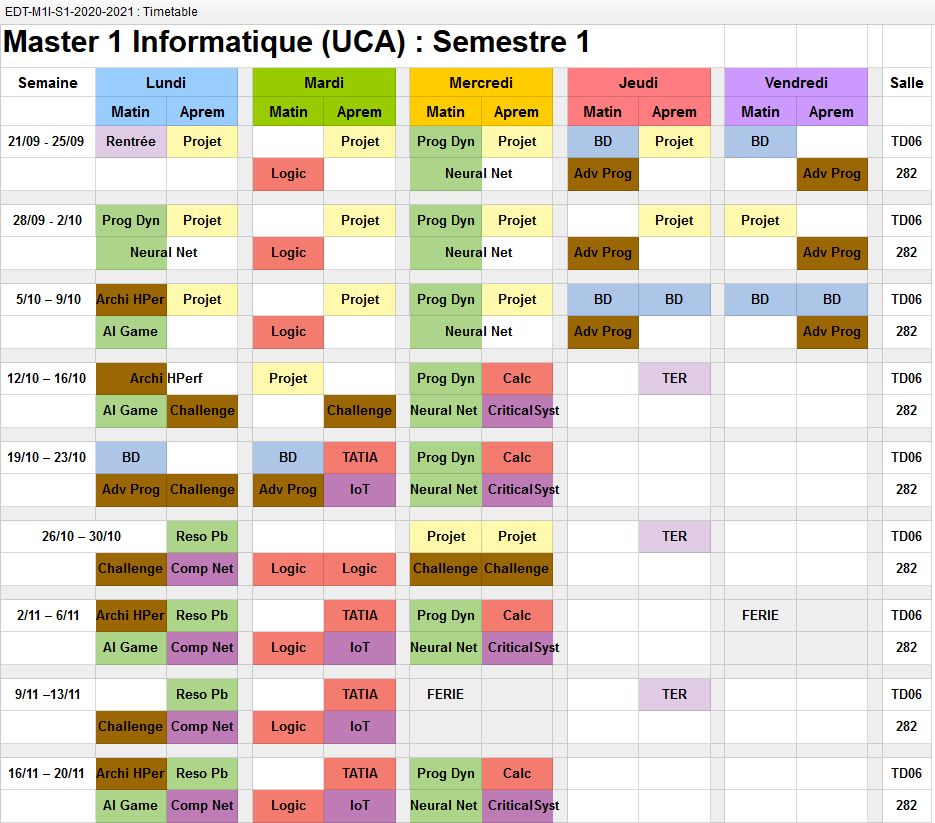 EDT-M1I-S1-2020-2021 : Timetable
Master 1 Informatique (UCA) : Semestre 1
Semaine Lundi Mardi Mercredi Jeudi Vendredi Salle
Matin Aprem Matin Aprem Matin Aprem Matin Aprem Matin Aprem
21/09 - 25/09 Rentrée Projet Projet Prog Dyn Projet BD Projet BD TD06
Logic Neural Net Adv Prog Adv Prog 282
28/09 - 2/10 Prog Dyn Projet Projet Prog Dyn Projet Projet Projet TD06
Neural Net Logic Neural Net Adv Prog Adv Prog 282
5/10 – 9/10 Archi HPer Projet Projet Prog Dyn Projet BD BD BD BD TD06
AI Game Logic Neural Net Adv Prog Adv Prog 282
12/10 – 16/10 Archi HPerf Projet Prog Dyn Calc TER TD06
AI Game Challenge Challenge Neural Net CriticalSyst 282
19/10 – 23/10 BD BD TATIA Prog Dyn Calc TD06
Adv Prog Challenge Adv Prog IoT Neural Net CriticalSyst 282
26/10 – 30/10 Reso Pb Projet Projet TER TD06
Challenge Comp Net Logic Logic Challenge Challenge 282
2/11 – 6/11 Archi HPer Reso Pb TATIA Prog Dyn Calc FERIE TD06
AI Game Comp Net Logic IoT Neural Net CriticalSyst 282
9/11 –13/11 Reso Pb TATIA FERIE TER TD06
Challenge Comp Net Logic IoT 282
16/11 – 20/11 Archi HPer Reso Pb TATIA Prog Dyn Calc TD06
AI Game Comp Net Logic IoT Neural Net CriticalSyst 282